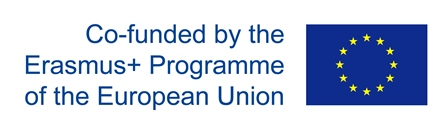 Co-funded by the
Erasmus+ Programme
of the European Union